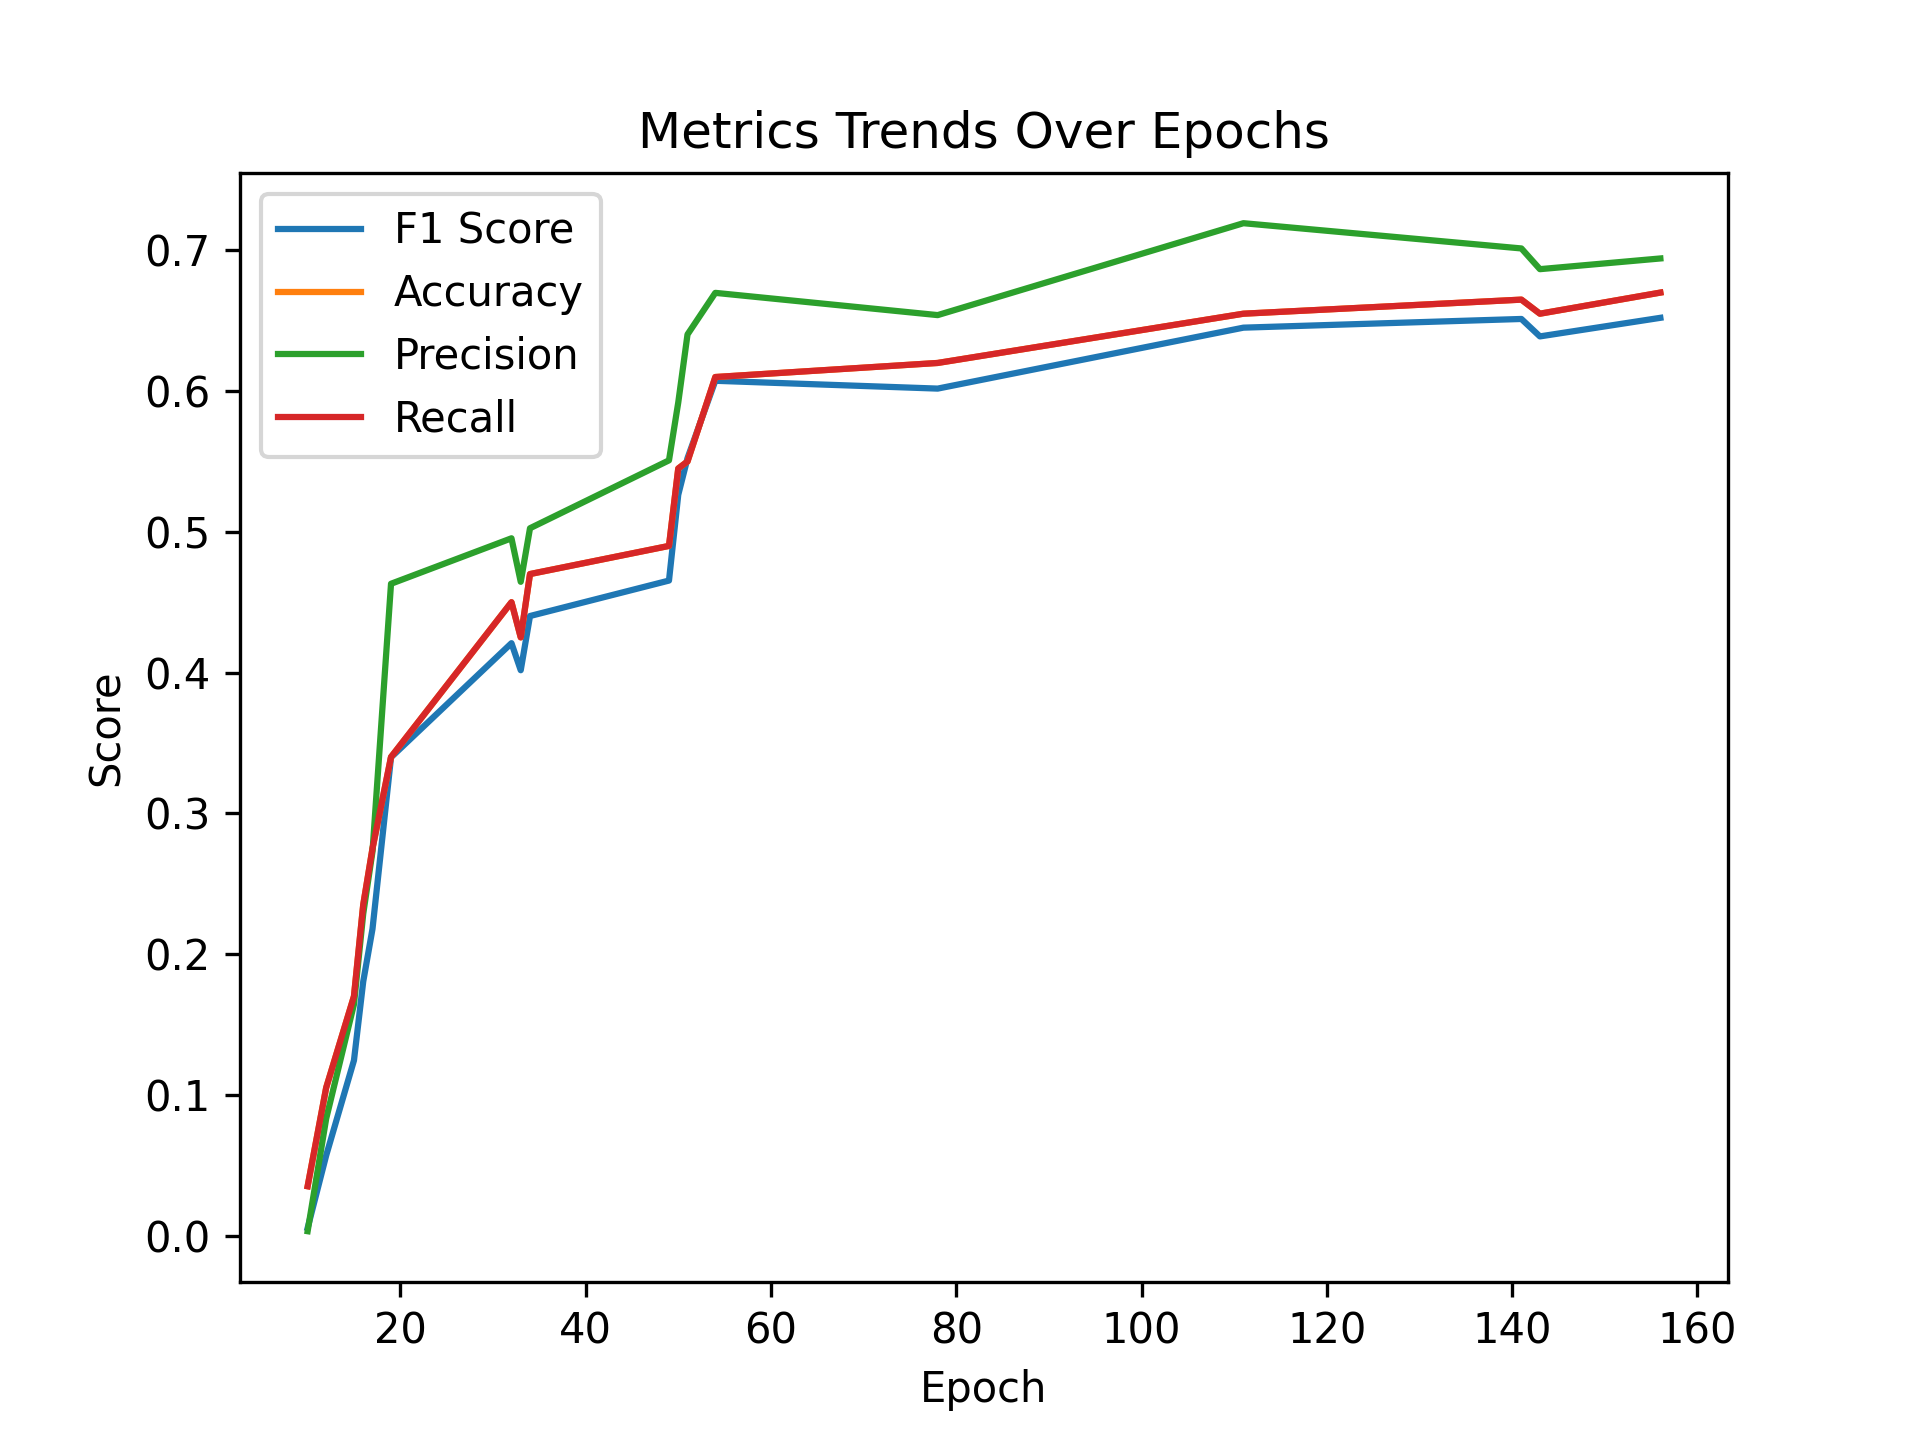 Metrics Trends Over Epochs
F1 Score
Accuracy
Precision
Recall
0.7
0.6
0.5
0.4
0.3
0.2
0.1
0.0
Score
20 40 60 80 100 120 140 160
Epoch